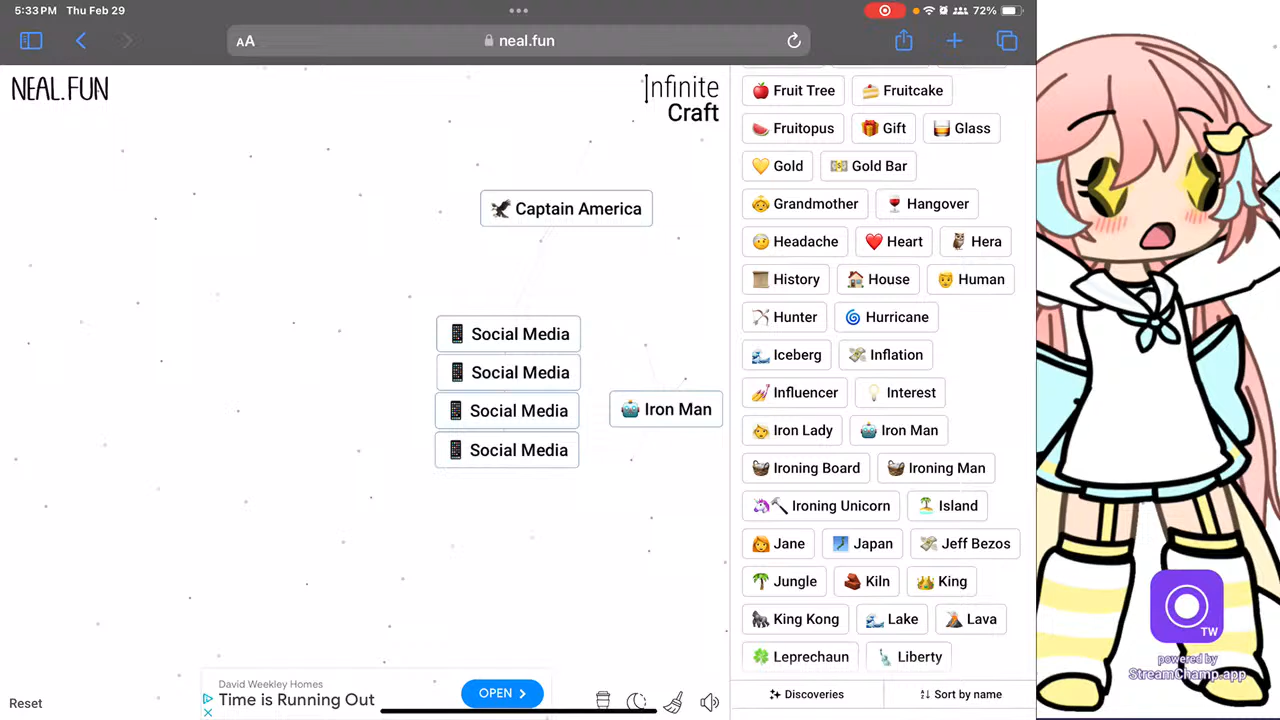 5:33 PM Thu Feb 29
72%
AA
neal.fun
NEAL.FUN
Infinite
Craft
Captain America
Social Media
Social Media
Social Media
Social Media
Iron Man
Fruit Tree
Fruitcake
Fruitopus
Gift
Glass
Gold
Gold Bar
Grandmother
Hangover
Headache
Heart
Hera
History
House
Human
Hunter
Hurricane
Iceberg
Inflation
Influencer
Interest
Iron Lady
Iron Man
Ironing Board
Ironing Man
Ironing Unicorn
Island
Jane
Japan
Jeff Bezos
Jungle
Kiln
King
King Kong
Lake
Lava
Leprechaun
Liberty
Discoveries
Sort by name
Reset
David Weekley Homes
Time is Running Out
OPEN
TW
powered by
StreamChamp.app